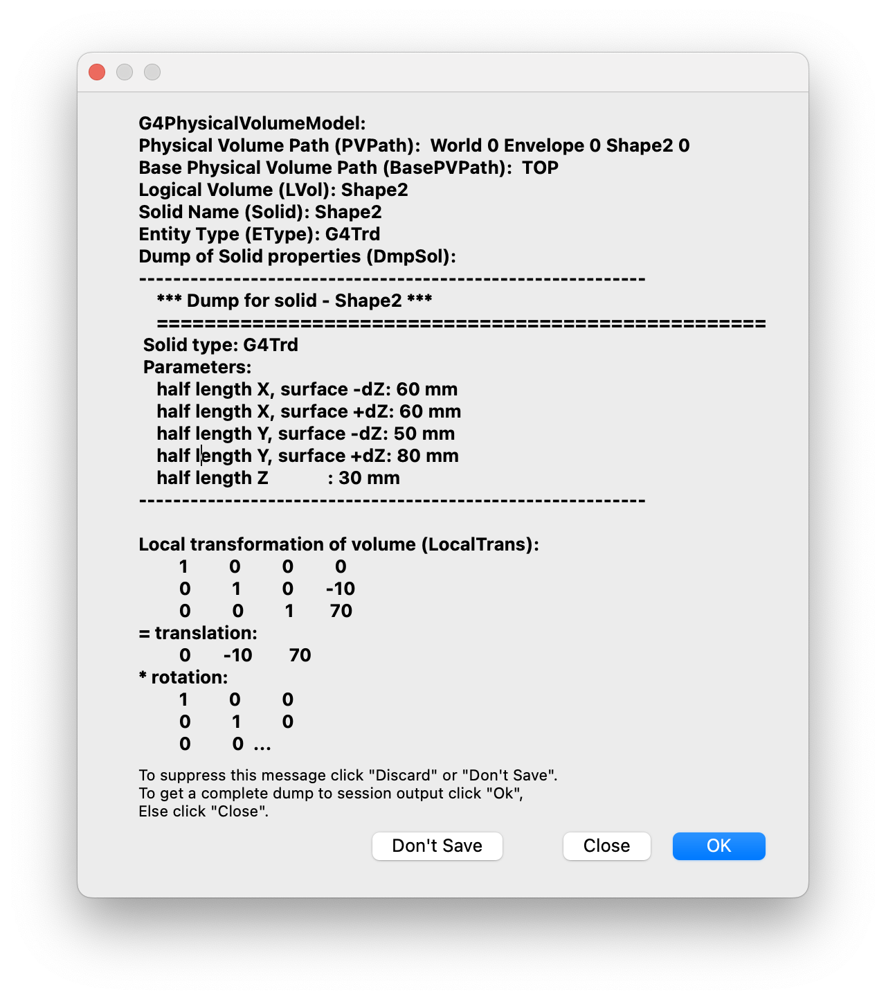 G4PhysicalVolumeModel:
Physical Volume Path (PVPath):  World 0 Envelope 0 Shape2 0
Base Physical Volume Path (BasePVPath):  TOP
Logical Volume (LVol): Shape2
Solid Name (Solid): Shape2
Entity Type (EType): G4Trd
Dump of Solid properties (DmpSol):
-----------------------------------------------------------
*** Dump for solid - Shape2 ***
===================================================
Solid type: G4Trd
Parameters:
half length X, surface -dZ: 60 mm
half length X, surface +dZ: 60 mm
half length Y, surface -dZ: 50 mm
half length Y, surface +dZ: 80 mm
half length Z            : 30 mm
-----------------------------------------------------------
Local transformation of volume (LocalTrans):
1 0 0 0
0 1 0 -10
0 0 1 70
= translation:
0 -10 70
* rotation:
1 0 0
0 1 0
0 0 ...
To suppress this message click "Discard" or "Don't Save".
To get a complete dump to session output click "Ok",
Else click "Close".
Don't Save Close OK